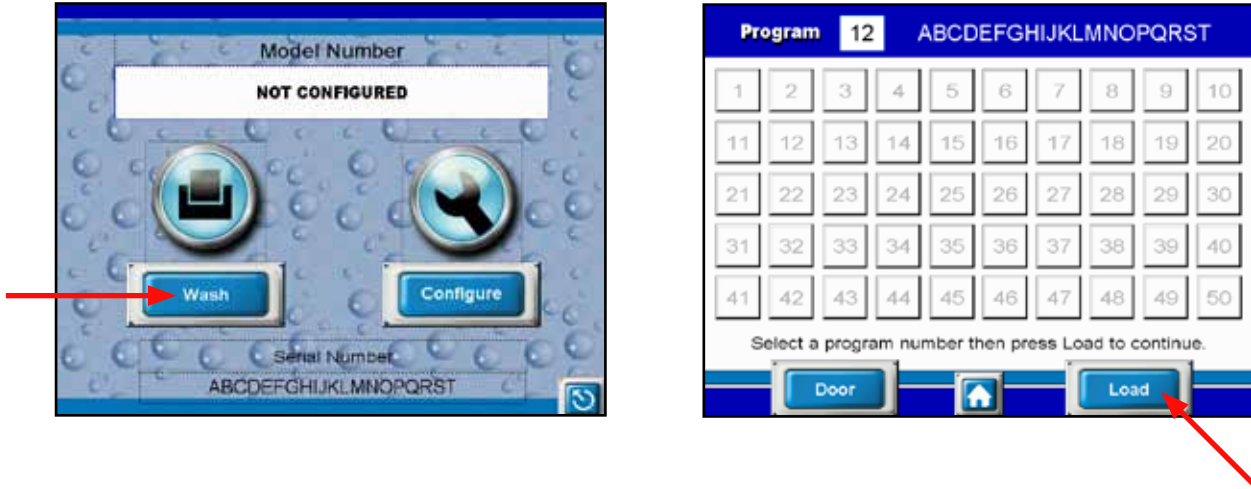 Model Number
NOT CONFIGURED
Wash
Configure
Serial Number
ABCDEFGHIJKLMNOPQRST
Program 12 ABCDEFGHIJKLMNOPQRST
1 2 3 4 5 6 7 8 9 10
11 12 13 14 15 16 17 18 19 20
21 22 23 24 25 26 27 28 29 30
31 32 33 34 35 36 37 38 39 40
41 42 43 44 45 46 47 48 49 50
Select a program number then press Load to continue.
Door
Load